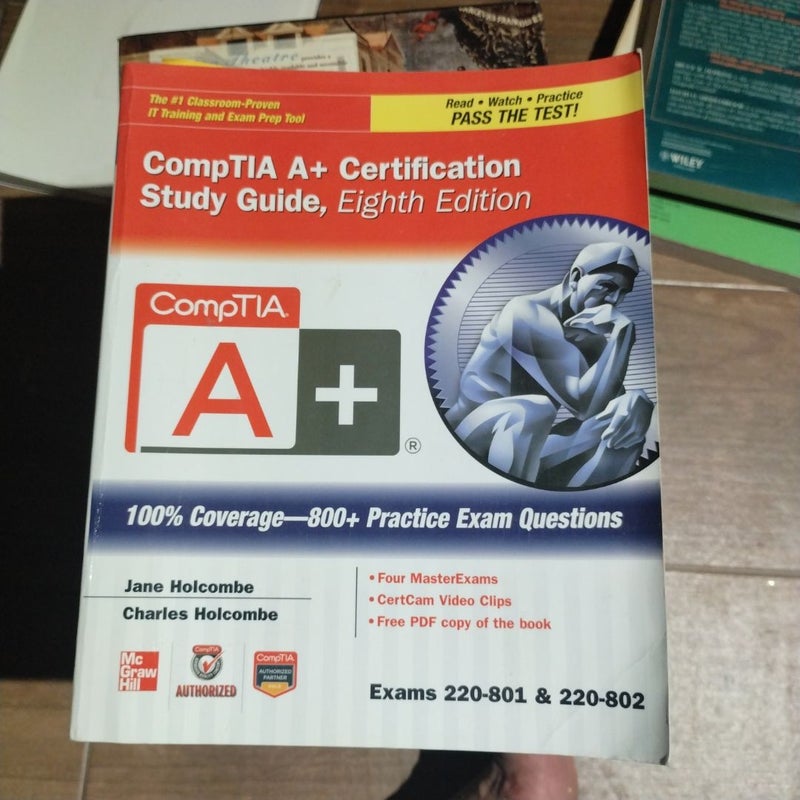 Theatre
The #1 Classroom-Proven
IT Training and Exam Prep Tool
Read • Watch • Practice
PASS THE TEST!
CompTIA A+ Certification
Study Guide, Eighth Edition
WILEY
CompTIA®
A+®
100% Coverage—800+ Practice Exam Questions
Jane Holcombe
Charles Holcombe
• Four MasterExams
• CertCam Video Clips
• Free PDF copy of the book
Mc
Graw
Hill
CompTIA
AUTHORIZED
CompTIA
AUTHORIZED
PARTNER
Exams 220-801 & 220-802